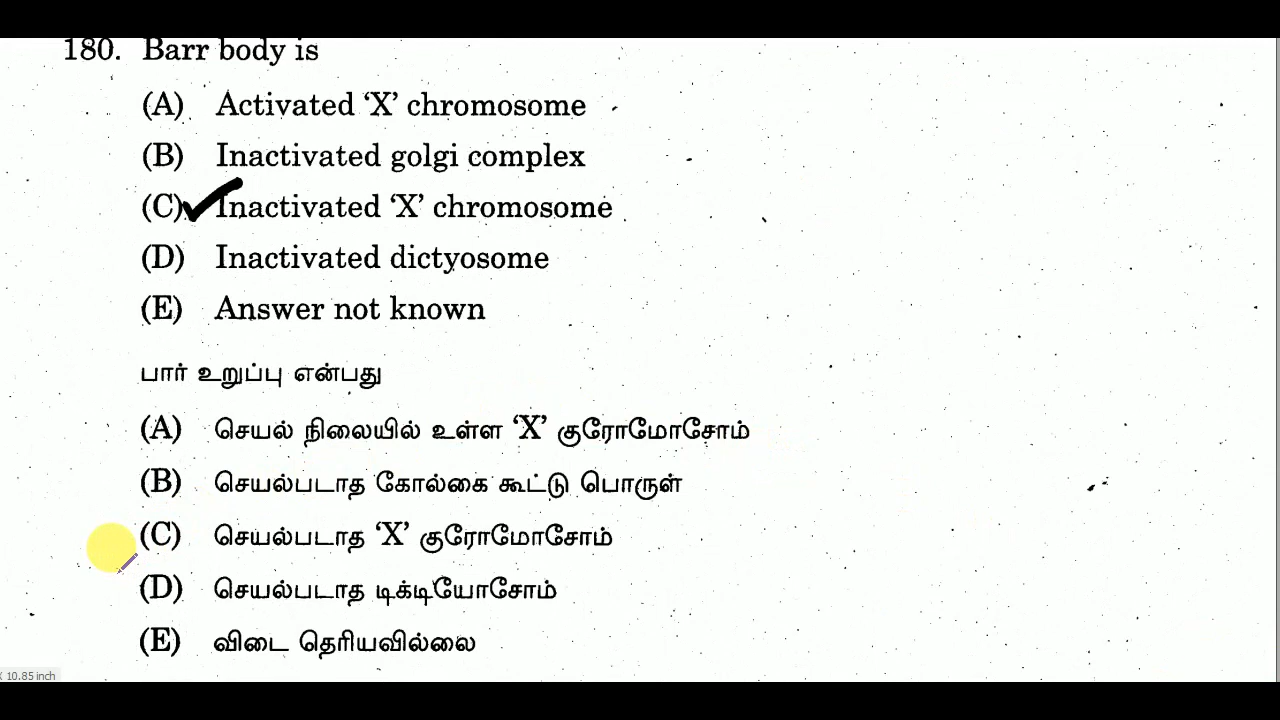 180. Barr body is
(A) Activated ‘X’ chromosome
(B) Inactivated golgi complex
(C) Inactivated ‘X’ chromosome
(D) Inactivated dictyosome
(E) Answer not known
பார் உறுப்பு என்பது
(A) செயல் நிலையில் உள்ள ‘X’ குரோமோசோம்
(B) செயல்படாத கோல்கை கூட்டு பொருள்
(C) செயல்படாத ‘X’ குரோமோசோம்
(D) செயல்படாத டிக்டியோசோம்
(E) விடை தெரியவில்லை
10.85 inch